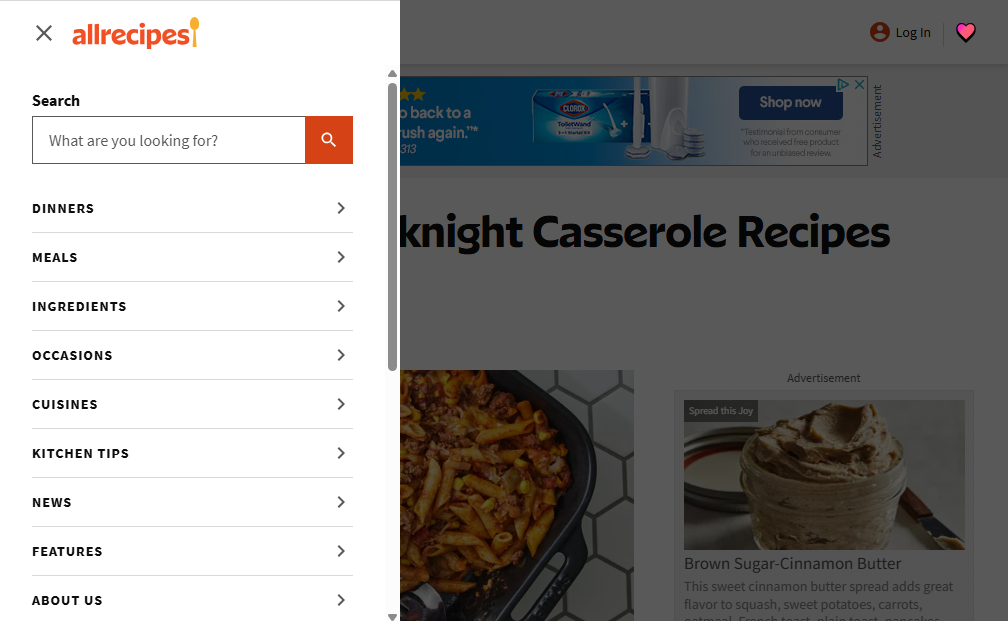 allrecipes
Log In
Search
What are you looking for?
DINNERS
MEALS
INGREDIENTS
OCCASIONS
CUISINES
KITCHEN TIPS
NEWS
FEATURES
ABOUT US
back to a
rush again.™*
313
CLOROX
ToiletWand
Shop now
*Testimonial from consumer
who received free product
for an unbiased review.
Advertisement
knight Casserole Recipes
Advertisement
Spread this Joy
Brown Sugar-Cinnamon Butter
This sweet cinnamon butter spread adds great
flavor to squash, sweet potatoes, carrots,
oatmeal, French toast, plain toast, pancakes,